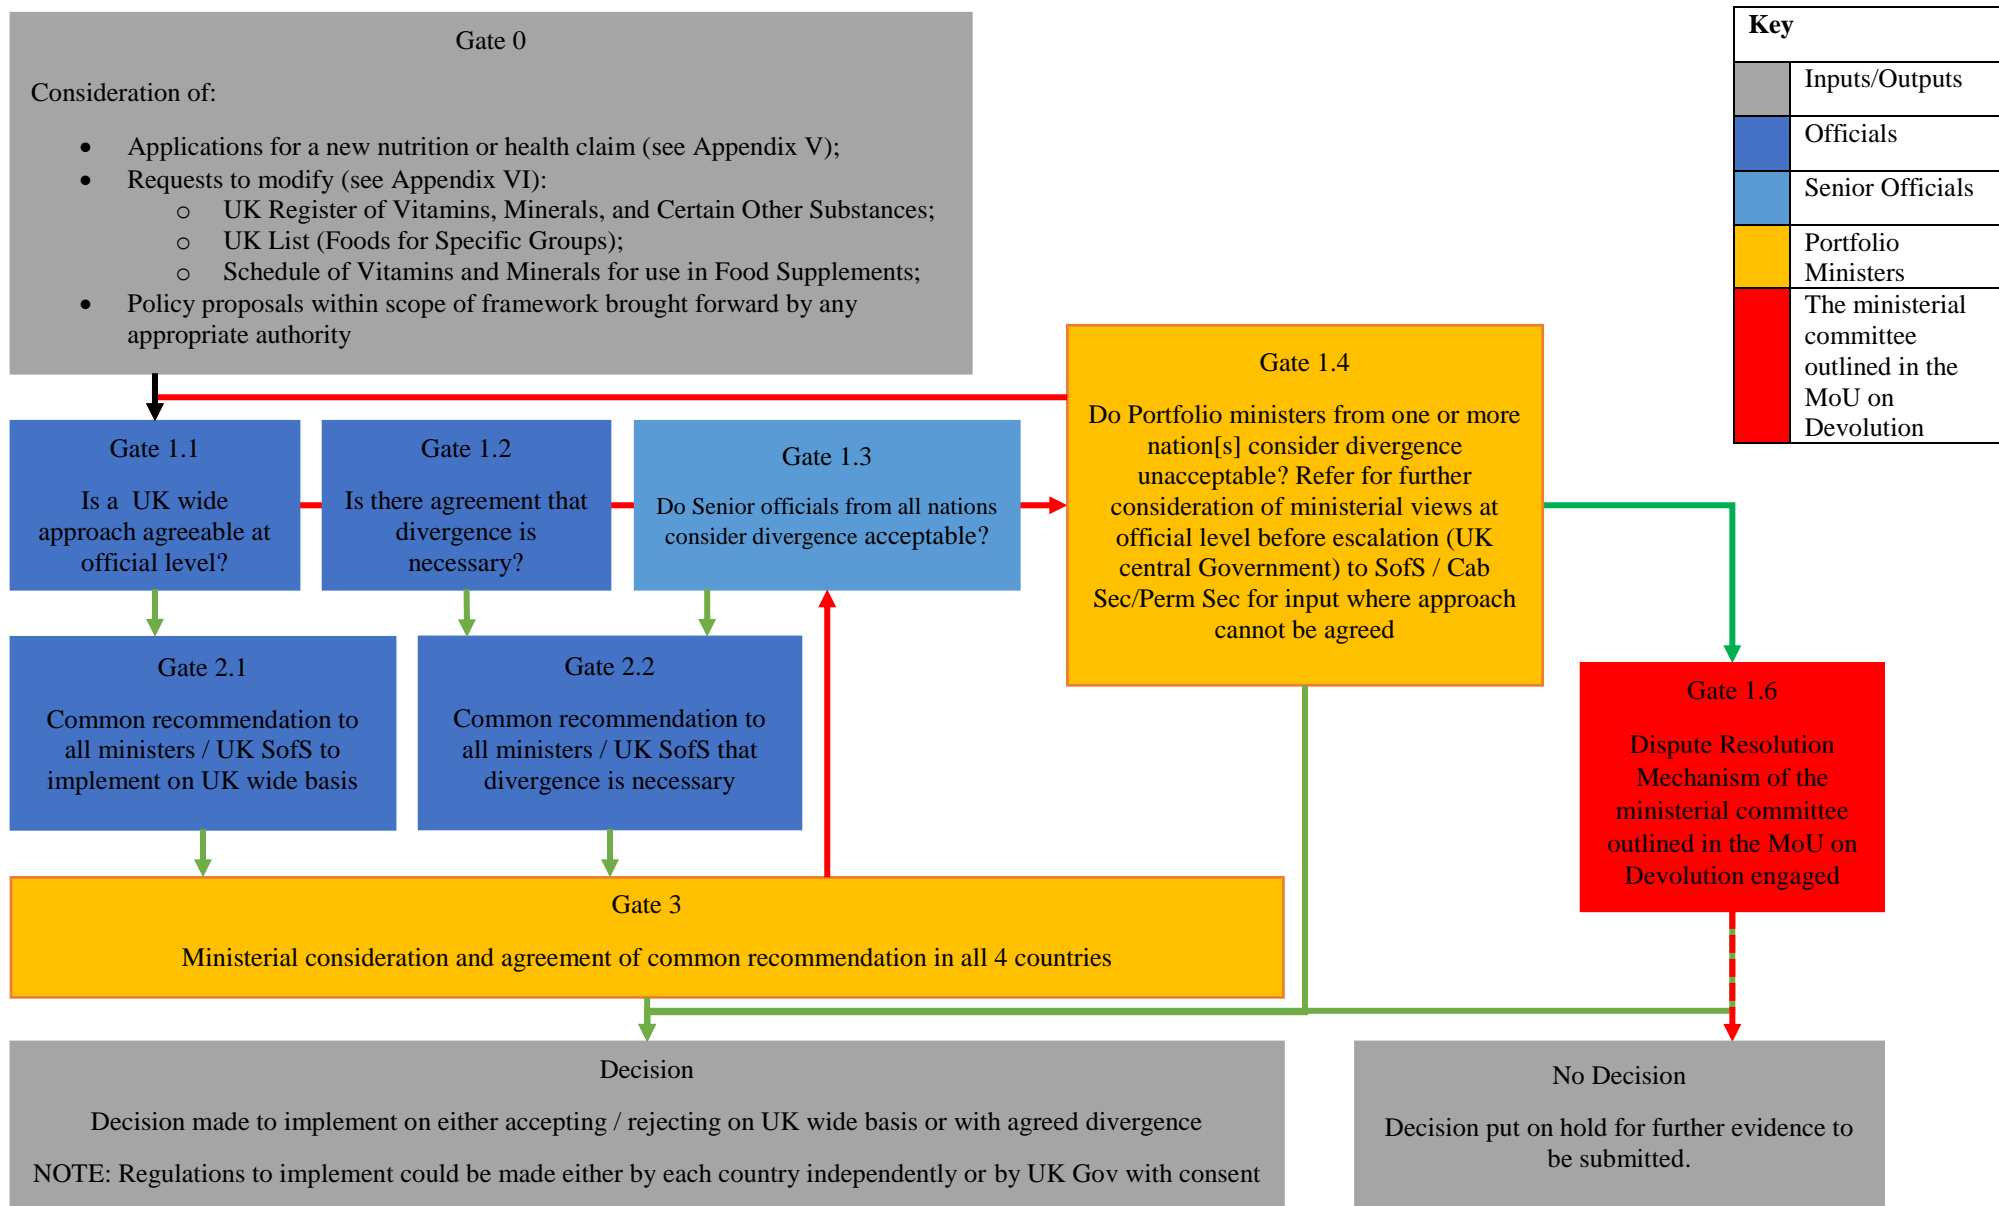 Gate 0
Consideration of:
• Applications for a new nutrition or health claim (see Appendix V);
• Requests to modify (see Appendix VI):
o UK Register of Vitamins, Minerals, and Certain Other Substances;
o UK List (Foods for Specific Groups);
o Schedule of Vitamins and Minerals for use in Food Supplements;
• Policy proposals within scope of framework brought forward by any
appropriate authority
Key
Inputs/Outputs
Officials
Senior Officials
Portfolio
Ministers
The ministerial
committee
outlined in the
MoU on
Devolution
Gate 1.1
Is a UK wide
approach agreeable at
official level?
Gate 1.2
Is there agreement that
divergence is
necessary?
Gate 1.3
Do Senior officials from all nations
consider divergence acceptable?
Gate 1.4
Do Portfolio ministers from one or more
nation[s] consider divergence
unacceptable? Refer for further
consideration of ministerial views at
official level before escalation (UK
central Government) to SofS / Cab
Sec/Perm Sec for input where approach
cannot be agreed
Gate 2.1
Common recommendation to
all ministers / UK SofS to
implement on UK wide basis
Gate 2.2
Common recommendation to
all ministers / UK SofS that
divergence is necessary
Gate 1.6
Dispute Resolution
Mechanism of the
ministerial committee
outlined in the MoU on
Devolution engaged
Gate 3
Ministerial consideration and agreement of common recommendation in all 4 countries
Decision
Decision made to implement on either accepting / rejecting on UK wide basis or with agreed divergence
NOTE: Regulations to implement could be made either by each country independently or by UK Gov with consent
No Decision
Decision put on hold for further evidence to
be submitted.